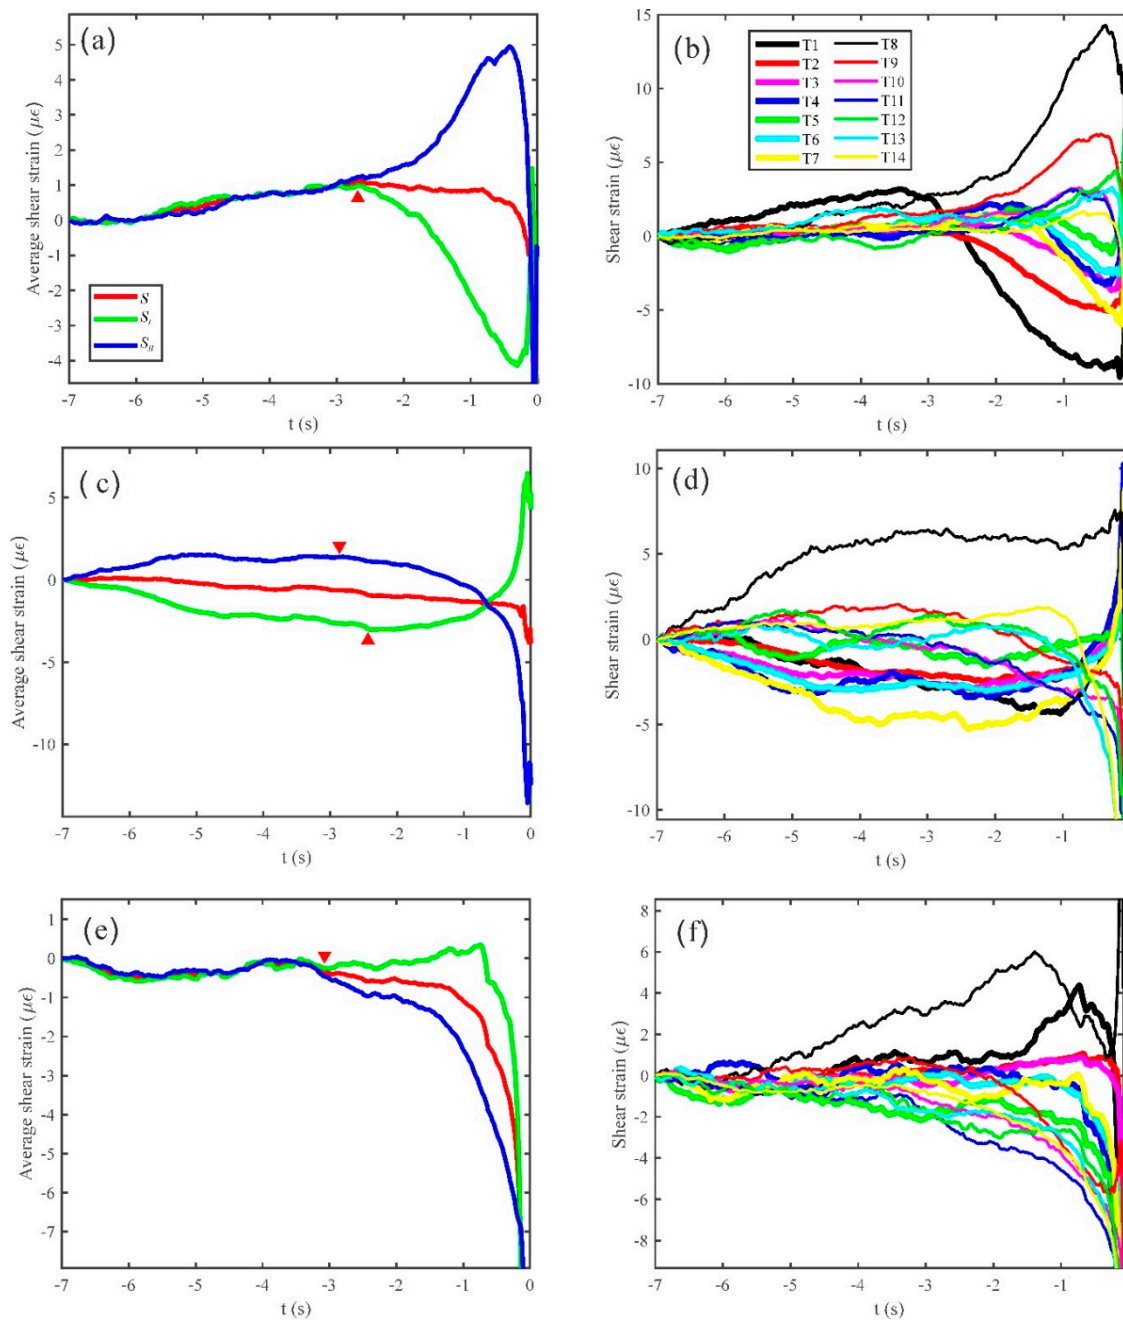 (a)
Average shear strain (με)
5
4
3
2
1
0
-1
-2
-3
-4
S
S_I
S_II
-7 -6 -5 -4 -3 -2 -1 0
t (s)
(b)
Shear strain (με)
15
10
5
0
-5
-10
T1 T8
T2 T9
T3 T10
T4 T11
T5 T12
T6 T13
T7 T14
-7 -6 -5 -4 -3 -2 -1
t (s)
(c)
Average shear strain (με)
5
0
-5
-10
-7 -6 -5 -4 -3 -2 -1 0
t (s)
(d)
Shear strain (με)
10
5
0
-5
-10
-7 -6 -5 -4 -3 -2 -1
t (s)
(e)
Average shear strain (με)
1
0
-1
-2
-3
-4
-5
-6
-7
-7 -6 -5 -4 -3 -2 -1 0
t (s)
(f)
Shear strain (με)
8
6
4
2
0
-2
-4
-6
-8
-7 -6 -5 -4 -3 -2 -1
t (s)